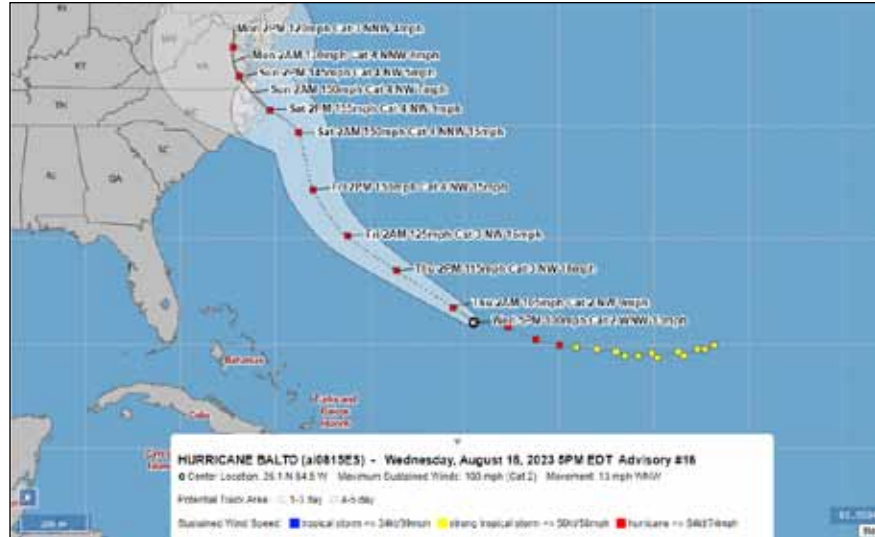 Mon 2PM 120mph Cat 3 NNW 4mph
Mon 2AM 130mph Cat 4 NNW 4mph
Sun 2PM 145mph Cat 4 NW 5mph
Sun 2AM 150mph Cat 4 NW 7mph
Sat 2PM 155mph Cat 4 NW 9mph
Sat 2AM 150mph Cat 4 NNW 15mph
Fri 2PM 150mph Cat 4 NW 15mph
Fri 2AM 125mph Cat 3 NW 15mph
Thu 2PM 115mph Cat 3 NW 16mph
Thu 2AM 105mph Cat 2 NW 9mph
Wed 5PM 100mph Cat 2 WNW 13mph
WV
KY
VA
TN
NC
SC
AL
GA
Bahamas
Cuba
Turks and
HURRICANE BALTO (al0815ES) - Wednesday, August 16, 2023 5PM EDT Advisory #16
Center Location: 26.1 N 64.5 W Maximum Sustained Winds: 100 mph (Cat 2) Movement: 13 mph WNW
Potential Track Area: 1-3 day 4-5 day
Sustained Wind Speed: tropical storm >= 34kt/39mph strong tropical storm >= 50kt/58mph hurricane >= 64kt/74mph